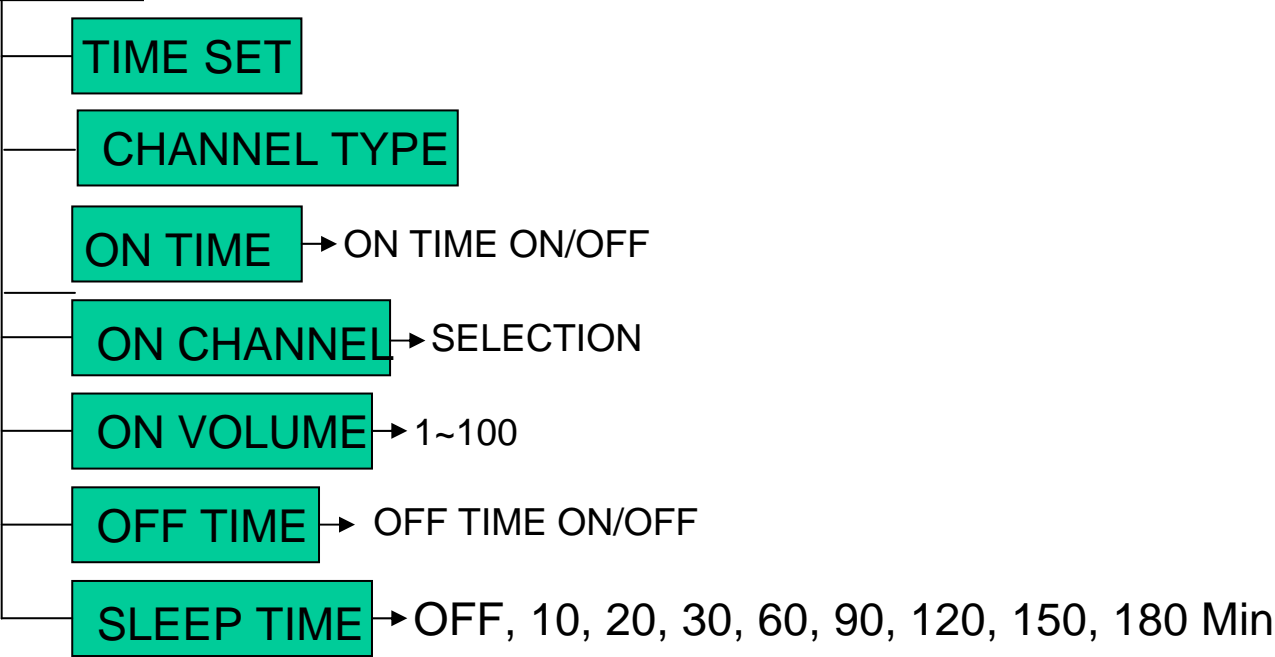 TIME SET
CHANNEL TYPE
ON TIME ON TIME ON/OFF
ON CHANNEL SELECTION
ON VOLUME 1~100
OFF TIME OFF TIME ON/OFF
SLEEP TIME OFF, 10, 20, 30, 60, 90, 120, 150, 180 Min